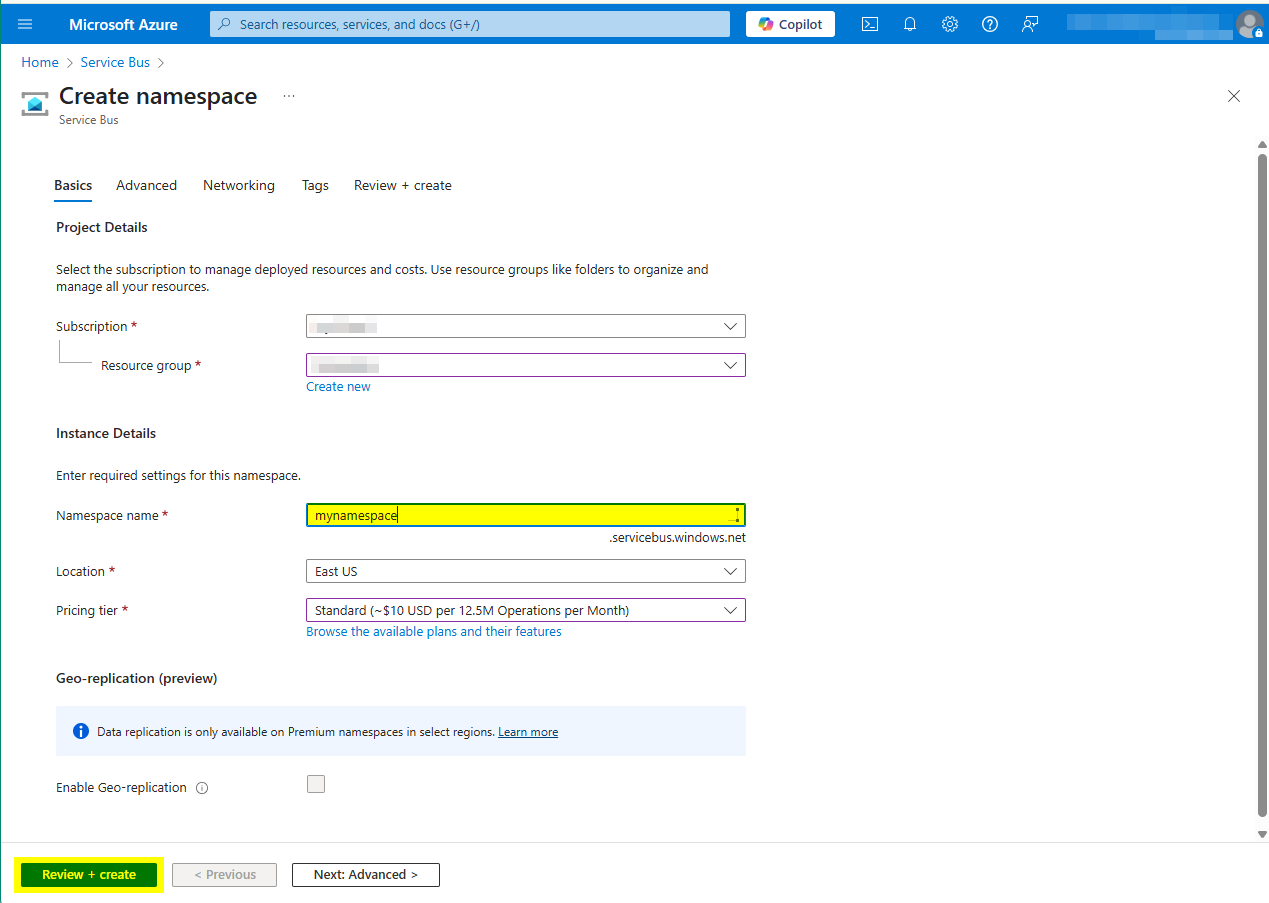 Microsoft Azure
Search resources, services, and docs (G+/)
Copilot
Home > Service Bus >
Create namespace ...
Service Bus
Basics Advanced Networking Tags Review + create
Project Details
Select the subscription to manage deployed resources and costs. Use resource groups like folders to organize and
manage all your resources.
Subscription *
Resource group *
Create new
Instance Details
Enter required settings for this namespace.
Namespace name * mynamespace
.servicebus.windows.net
Location * East US
Pricing tier * Standard (~$10 USD per 12.5M Operations per Month)
Browse the available plans and their features
Geo-replication (preview)
Data replication is only available on Premium namespaces in select regions. Learn more
Enable Geo-replication
Review + create < Previous Next: Advanced >